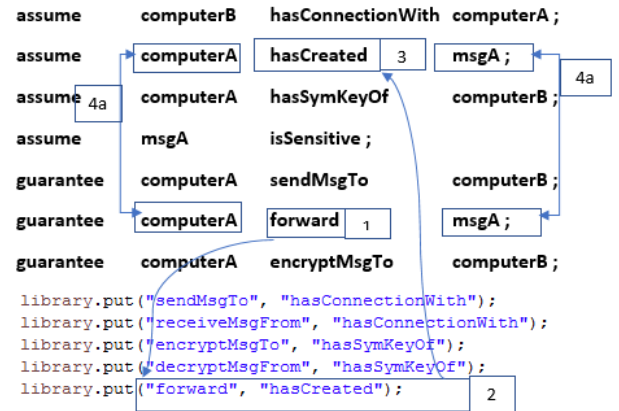 assume computerB hasConnectionWith computerA ;
assume computerA hasCreated 3 msgA ;
4a
assume 4a computerA hasSymKeyOf computerB ;
assume msgA isSensitive ;
guarantee computerA sendMsgTo computerB ;
guarantee computerA forward 1 msgA ;
guarantee computerA encryptMsgTo computerB ;
library.put("sendMsgTo", "hasConnectionWith");
library.put("receiveMsgFrom", "hasConnectionWith");
library.put("encryptMsgTo", "hasSymKeyOf");
library.put("decryptMsgFrom", "hasSymKeyOf");
library.put("forward", "hasCreated"); 2